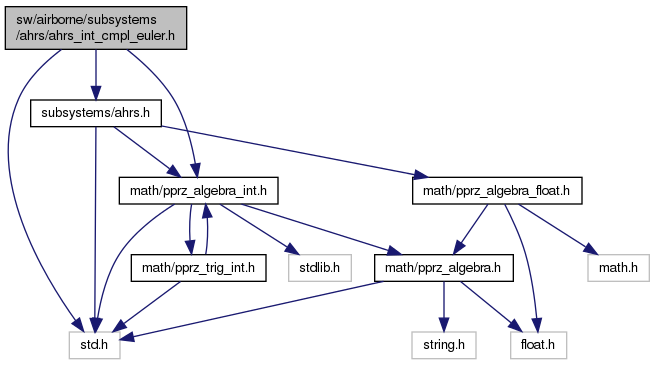 sw/airborne/subsystems
/ahrs/ahrs_int_cmpl_euler.h
subsystems/ahrs.h
math/pprz_algebra_int.h
math/pprz_algebra_float.h
math/pprz_trig_int.h
stdlib.h
math/pprz_algebra.h
math.h
std.h
string.h
float.h